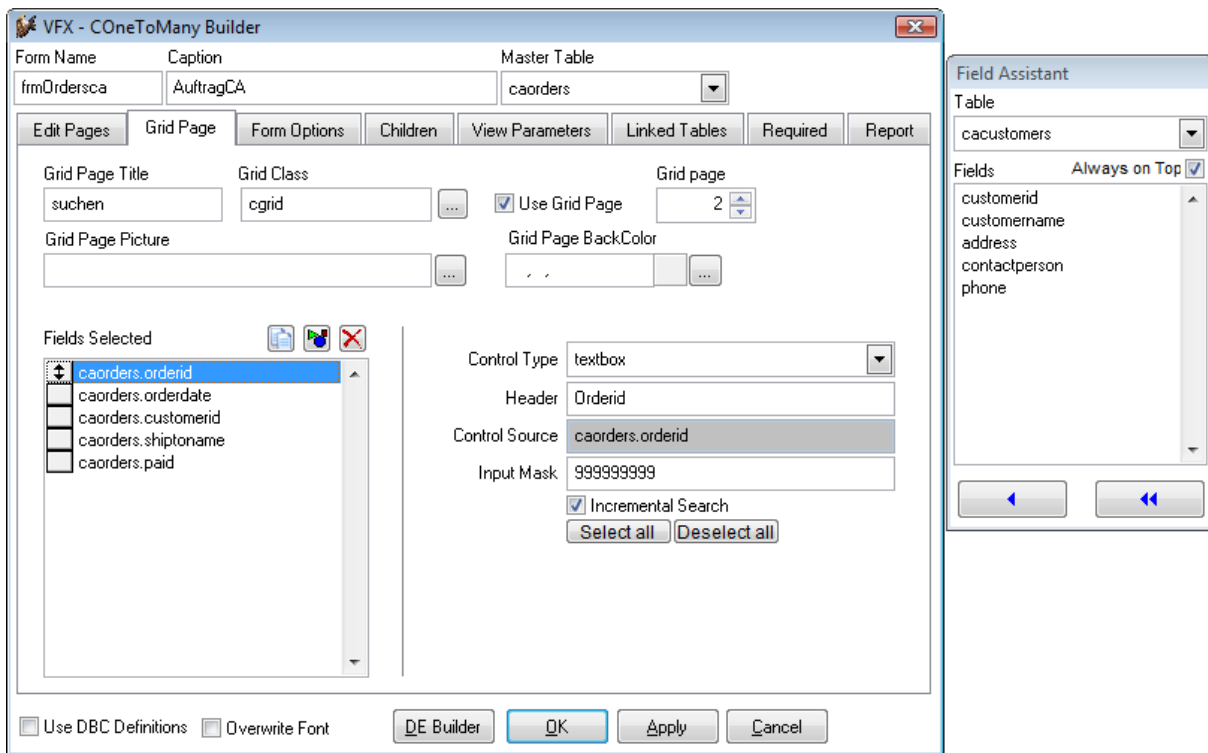 VFX - COneToMany Builder
Form Name Caption Master Table
frmOrdersca AuftragCA caorders
Edit Pages Grid Page Form Options Children View Parameters Linked Tables Required Report
Grid Page Title Grid Class Grid page
suchen cgrid ... Use Grid Page 2
Grid Page Picture Grid Page BackColor
... , , ...
Fields Selected
caorders.orderid
caorders.orderdate
caorders.customerid
caorders.shiptoname
caorders.paid
Control Type textbox
Header Orderid
Control Source caorders.orderid
Input Mask 999999999
Incremental Search
Select all Deselect all
Use DBC Definitions Overwrite Font DE Builder OK Apply Cancel
Field Assistant
Table
cacustomers
Fields Always on Top
customerid
customername
address
contactperson
phone